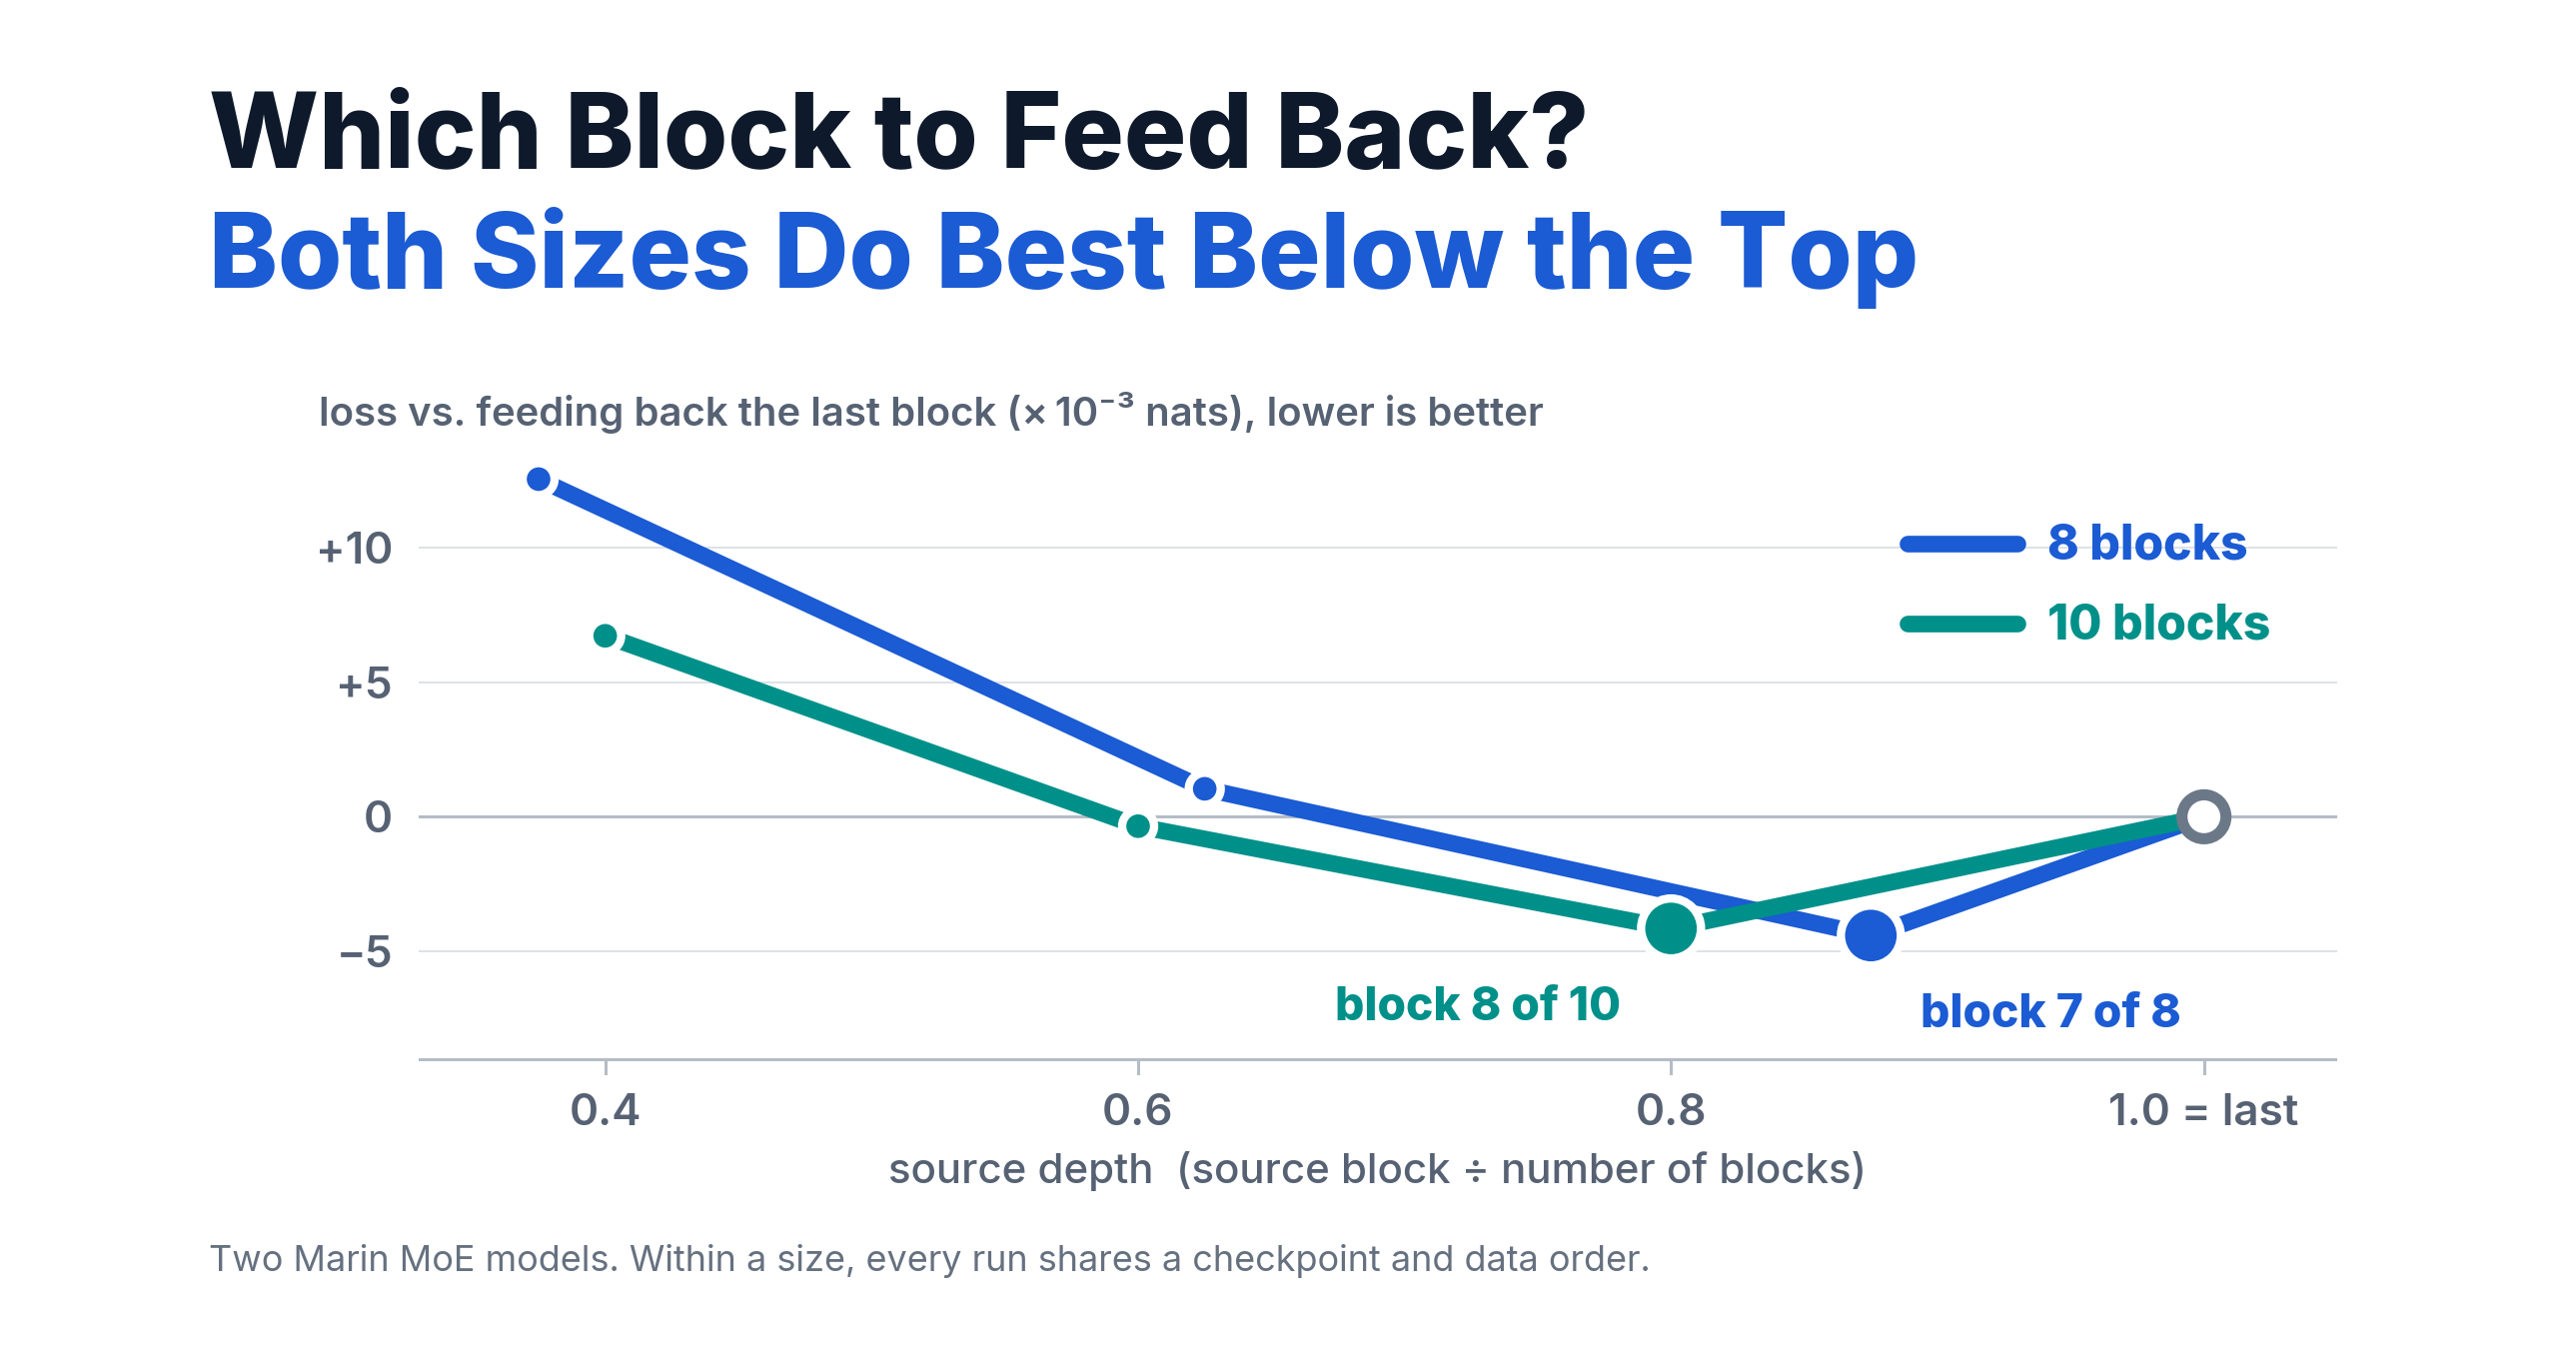 Which Block to Feed Back?
Both Sizes Do Best Below the Top
loss vs. feeding back the last block (× 10⁻³ nats), lower is better
+10
+5
0
−5
8 blocks
10 blocks
block 8 of 10
block 7 of 8
0.4
0.6
0.8
1.0 = last
source depth (source block ÷ number of blocks)
Two Marin MoE models. Within a size, every run shares a checkpoint and data order.